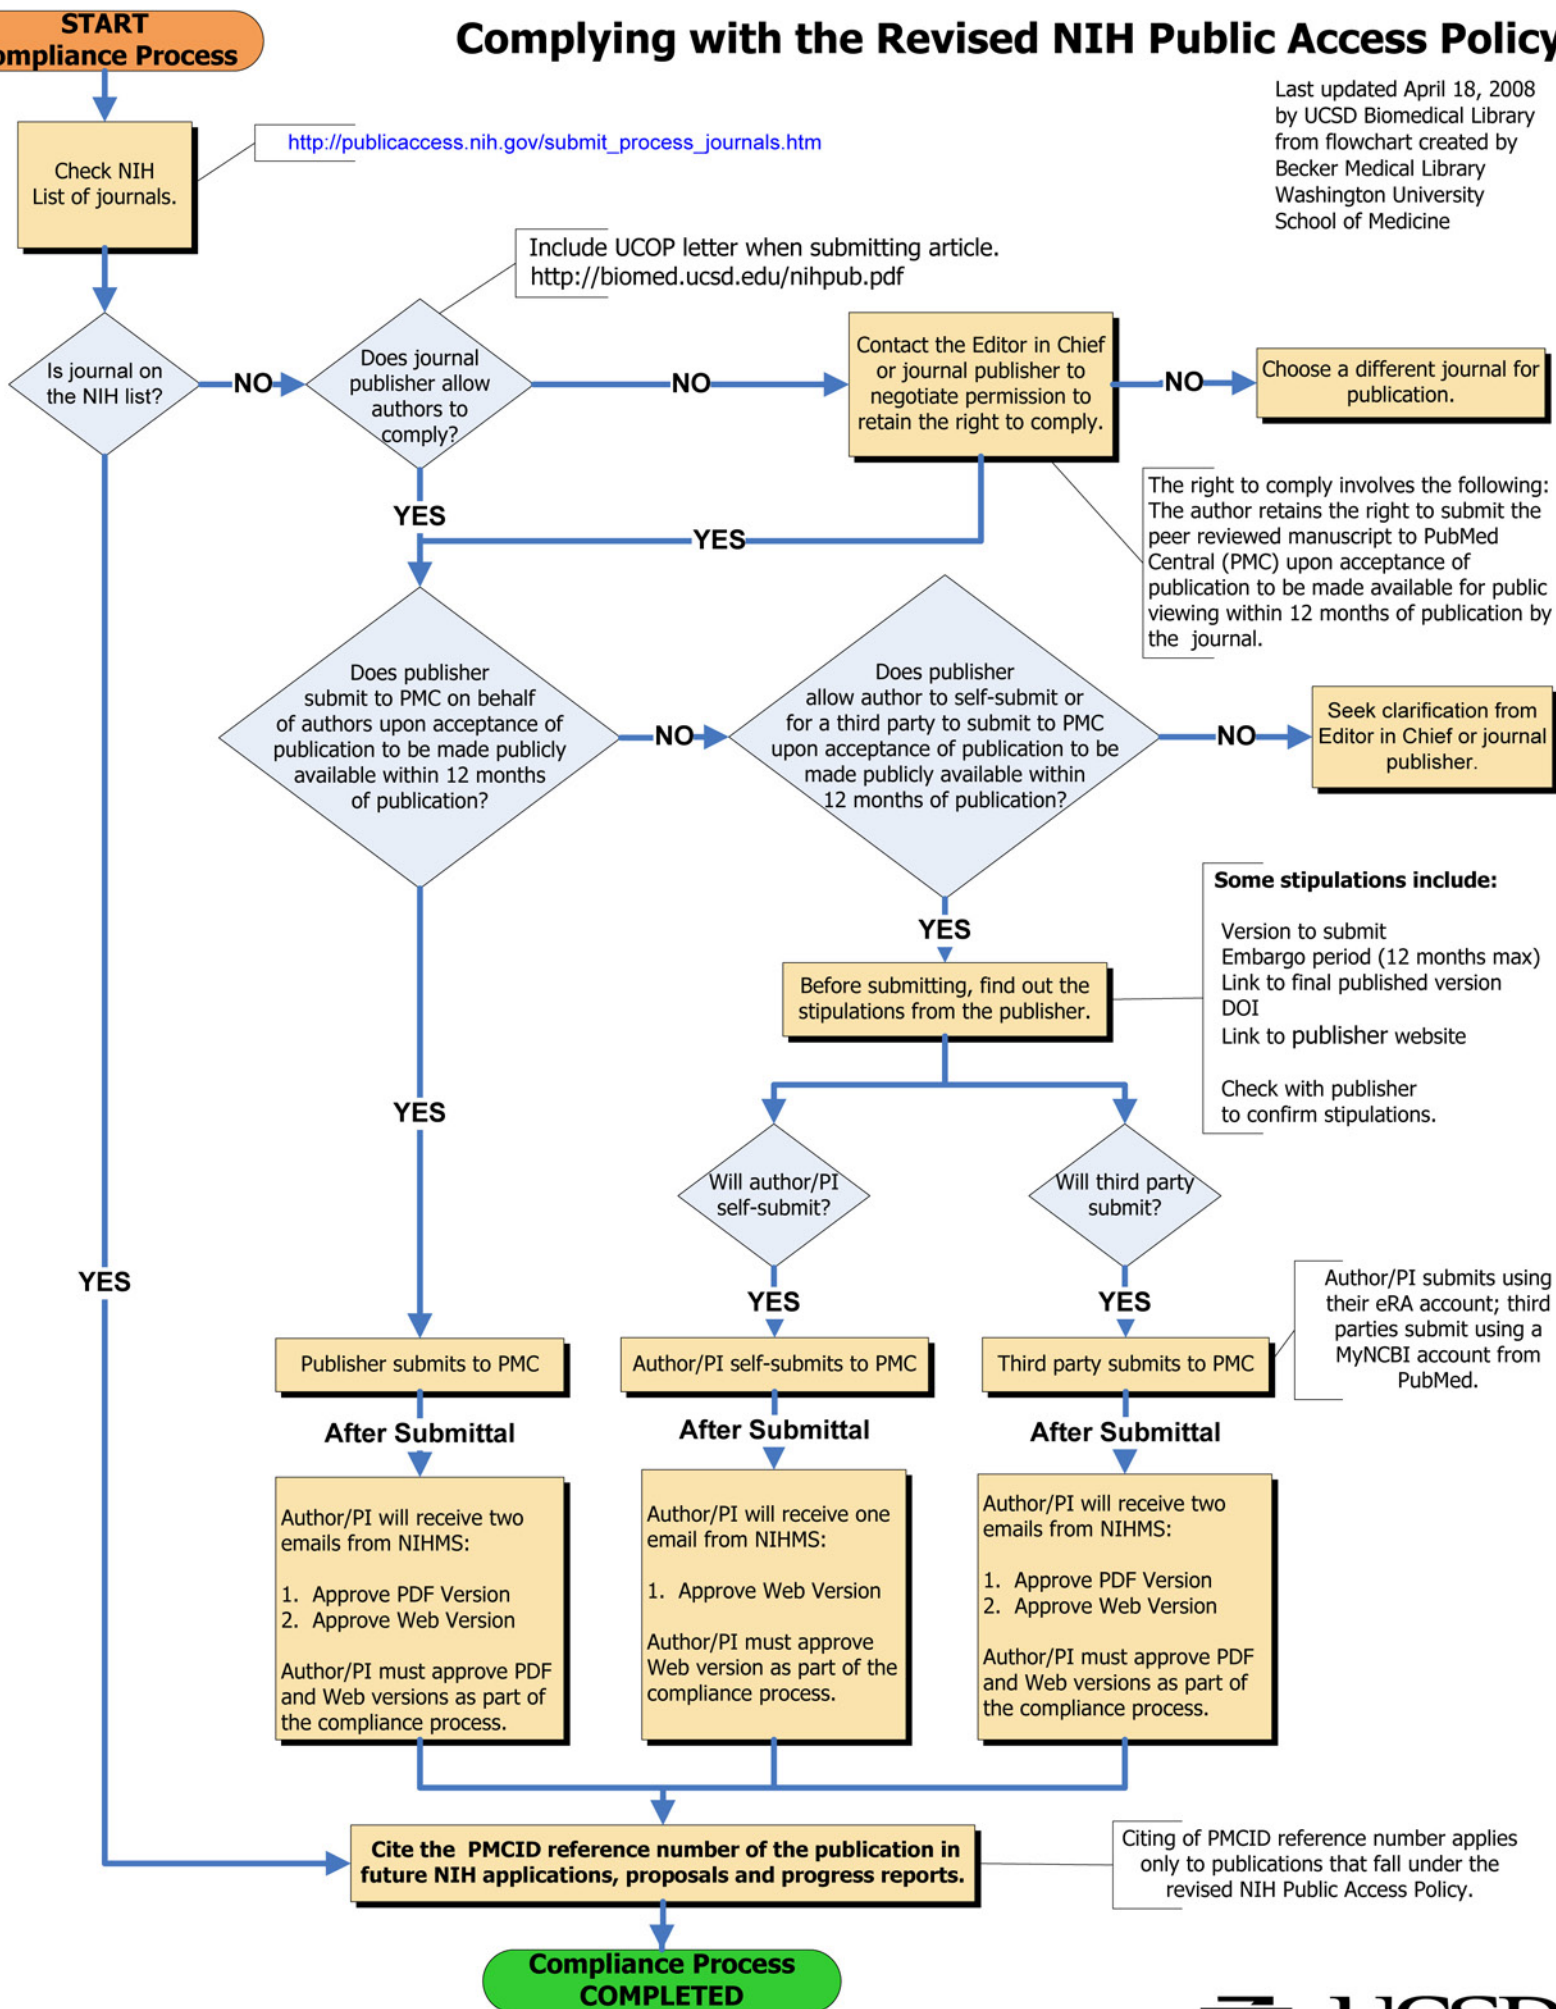 START
ompliance Process
Complying with the Revised NIH Public Access Policy
Last updated April 18, 2008
by UCSD Biomedical Library
from flowchart created by
Becker Medical Library
Washington University
School of Medicine
Check NIH
List of journals.
http://publicaccess.nih.gov/submit_process_journals.htm
Include UCOP letter when submitting article.
http://biomed.ucsd.edu/nihpub.pdf
Is journal on
the NIH list?
NO
Does journal
publisher allow
authors to
comply?
NO
Contact the Editor in Chief
or journal publisher to
negotiate permission to
retain the right to comply.
NO
Choose a different journal for
publication.
YES
YES
The right to comply involves the following:
The author retains the right to submit the
peer reviewed manuscript to PubMed
Central (PMC) upon acceptance of
publication to be made available for public
viewing within 12 months of publication by
the journal.
Does publisher
submit to PMC on behalf
of authors upon acceptance of
publication to be made publicly
available within 12 months
of publication?
NO
Does publisher
allow author to self-submit or
for a third party to submit to PMC
upon acceptance of publication to be
made publicly available within
12 months of publication?
NO
Seek clarification from
Editor in Chief or journal
publisher.
YES
Before submitting, find out the
stipulations from the publisher.
Some stipulations include:
Version to submit
Embargo period (12 months max)
Link to final published version
DOI
Link to publisher website
Check with publisher
to confirm stipulations.
YES
Will author/PI
self-submit?
Will third party
submit?
YES
YES
YES
Author/PI submits using
their eRA account; third
parties submit using a
MyNCBI account from
PubMed.
Publisher submits to PMC
Author/PI self-submits to PMC
Third party submits to PMC
After Submittal
After Submittal
After Submittal
Author/PI will receive two
emails from NIHMS:
1. Approve PDF Version
2. Approve Web Version
Author/PI must approve PDF
and Web versions as part of
the compliance process.
Author/PI will receive one
email from NIHMS:
1. Approve Web Version
Author/PI must approve
Web version as part of the
compliance process.
Author/PI will receive two
emails from NIHMS:
1. Approve PDF Version
2. Approve Web Version
Author/PI must approve PDF
and Web versions as part of
the compliance process.
Cite the PMCID reference number of the publication in
future NIH applications, proposals and progress reports.
Citing of PMCID reference number applies
only to publications that fall under the
revised NIH Public Access Policy.
Compliance Process
COMPLETED
UCSD